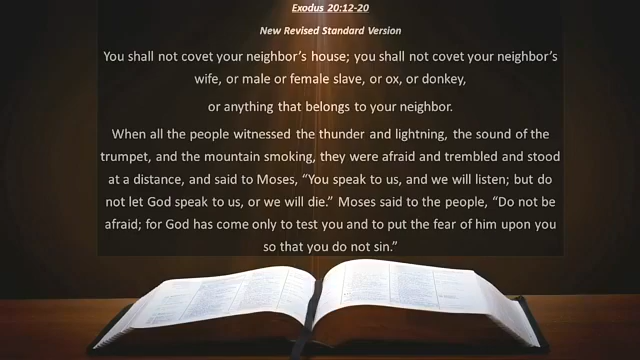 Exodus 20:12-20
New Revised Standard Version
You shall not covet your neighbor's house; you shall not covet your neighbor's
wife, or male or female slave, or ox, or donkey,
or anything that belongs to your neighbor.
When all the people witnessed the thunder and lightning, the sound of the
trumpet, and the mountain smoking, they were afraid and trembled and stood
at a distance, and said to Moses, “You speak to us, and we will listen; but do
not let God speak to us, or we will die.” Moses said to the people, “Do not be
afraid; for God has come only to test you and to put the fear of him upon you
so that you do not sin.”